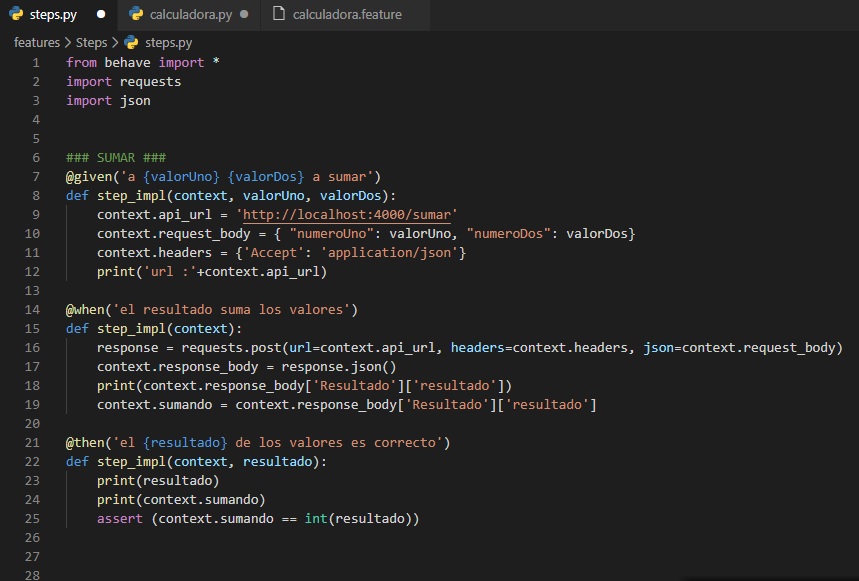 steps.py calculadora.py calculadora.feature
features > Steps > steps.py
1 from behave import *
2 import requests
3 import json
4
5
6 ### SUMAR ###
7 @given('a {valorUno} {valorDos} a sumar')
8 def step_impl(context, valorUno, valorDos):
9     context.api_url = 'http://localhost:4000/sumar'
10     context.request_body = { "numeroUno": valorUno, "numeroDos": valorDos}
11     context.headers = {'Accept': 'application/json'}
12     print('url :'+context.api_url)
13
14 @when('el resultado suma los valores')
15 def step_impl(context):
16     response = requests.post(url=context.api_url, headers=context.headers, json=context.request_body)
17     context.response_body = response.json()
18     print(context.response_body['Resultado']['resultado'])
19     context.sumando = context.response_body['Resultado']['resultado']
20
21 @then('el {resultado} de los valores es correcto')
22 def step_impl(context, resultado):
23     print(resultado)
24     print(context.sumando)
25     assert (context.sumando == int(resultado))
26
27
28